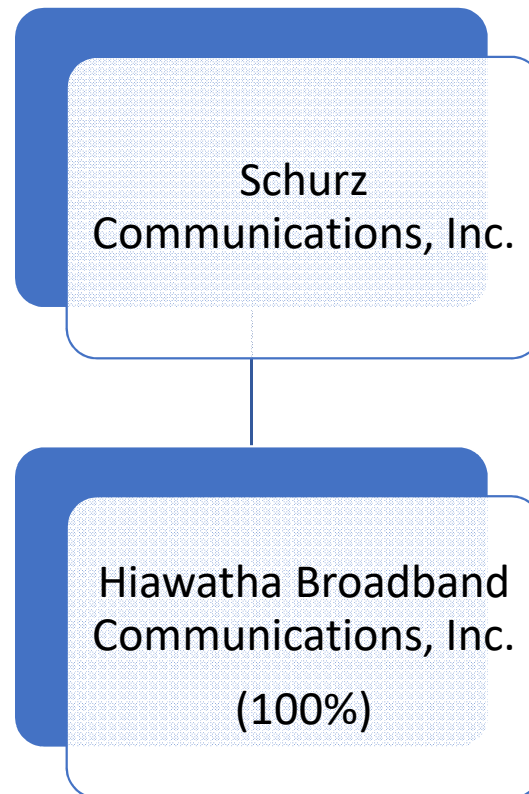 Schurz
Communications, Inc.
Hiawatha Broadband
Communications, Inc.
(100%)